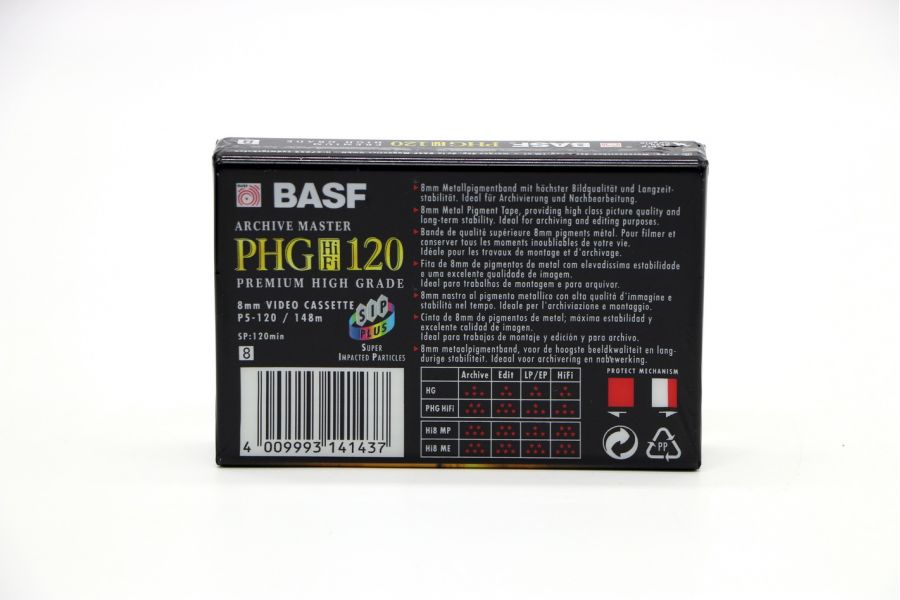 BASF PHG HiFi 120
BASF
ARCHIVE MASTER
PHG HiFi 120
PREMIUM HIGH GRADE
8mm VIDEO CASSETTE
P5-120 / 148m
SP:120min
8
SIP
PLUS
SUPER
IMPACTED PARTICLES
4 009993 141437
8mm Metallpigmentband mit höchster Bildqualität und Langzeit-
stabilität. Ideal für Archivierung und Nachbearbeitung.
8mm Metal Pigment Tape, providing high class picture quality and
long-term stability. Ideal for archiving and editing purposes.
Bande de qualité supérieure 8mm pigments métal. Pour filmer et
conserver tous les moments inoubliables de votre vie.
Idéale pour les travaux de montage et d'archivage.
Fita de 8mm de pigmentos de metal com elevadissima estabilidade
e uma excelente qualidade de imagem.
Ideal para trabalhos de montagem e para arquivar.
8mm nastro al pigmento metallico con alta qualità d'immagine e
stabilità nel tempo. Ideale per l'archiviazione e montaggio.
Cinta de 8mm de pigmentos de metal; máxima estabilidad y
excelente calidad de imagen.
Ideal para trabajos de montaje y edición y para archivo.
8mm metaalpigmentband, voor de hoogste beeldkwaliteit en lang-
durige stabiliteit. Ideaal voor archivering en nabewerking.
Archive Edit LP/EP HiFi
HG
PHG HiFi
Hi8 MP
Hi8 ME
PROTECT MECHANISM
PP